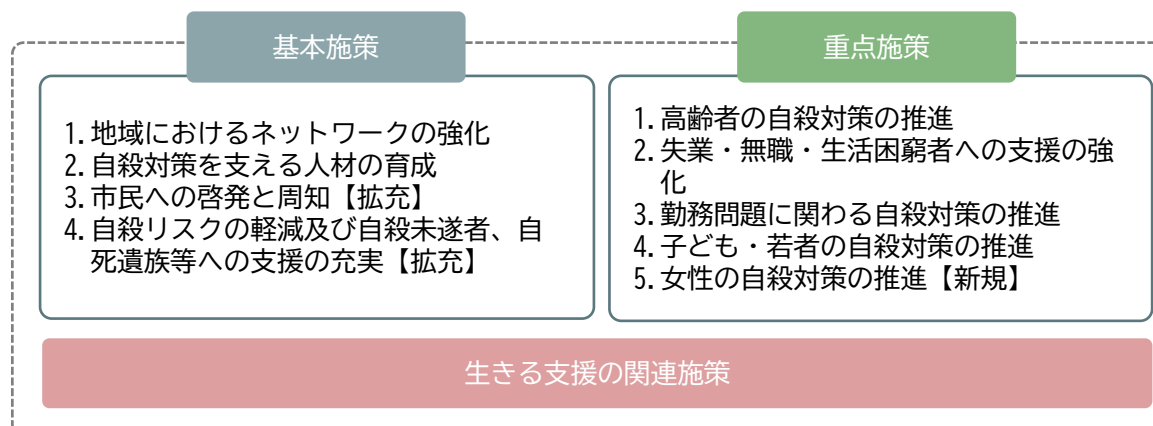 基本施策
1. 地域におけるネットワークの強化
2. 自殺対策を支える人材の育成
3. 市民への啓発と周知【拡充】
4. 自殺リスクの軽減及び自殺未遂者、自
死遺族等への支援の充実【拡充】
重点施策
1. 高齢者の自殺対策の推進
2. 失業・無職・生活困窮者への支援の強
化
3. 勤務問題に関わる自殺対策の推進
4. 子ども・若者の自殺対策の推進
5. 女性の自殺対策の推進【新規】
生きる支援の関連施策